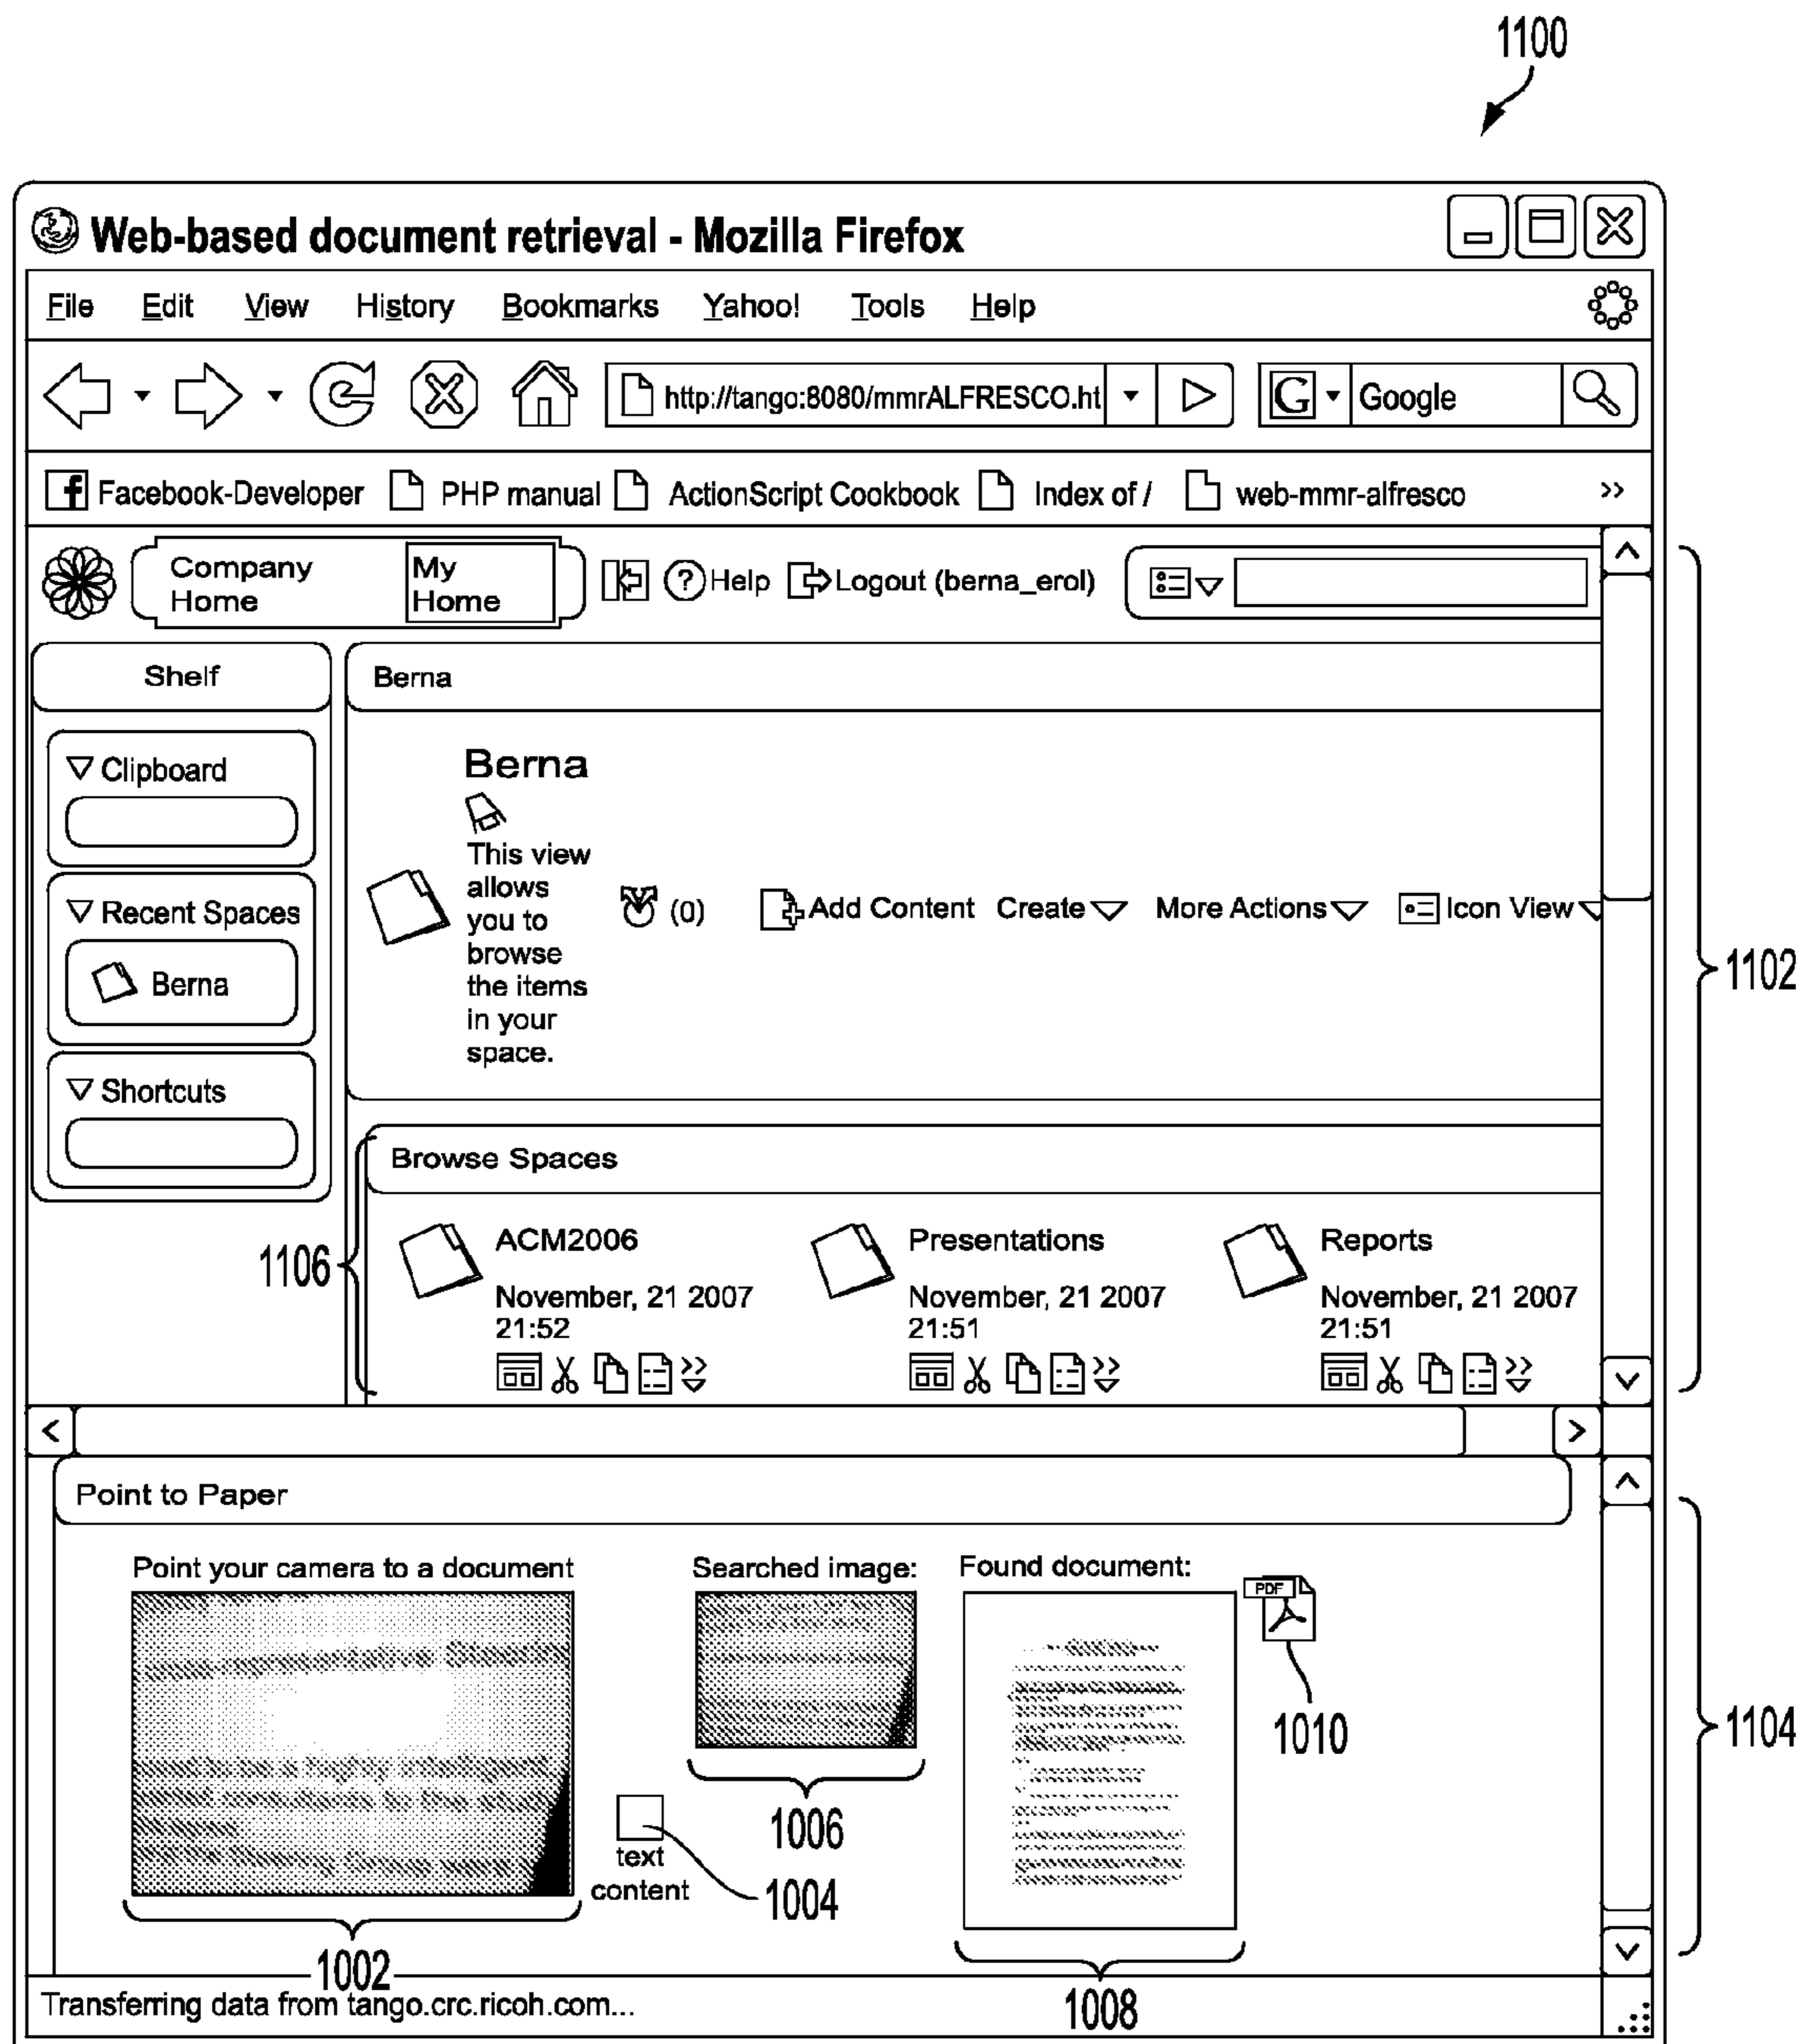 1100
Web-based document retrieval - Mozilla Firefox
File Edit View History Bookmarks Yahoo! Tools Help
http://tango:8080/mmrALFRESCO.ht G Google
f Facebook-Developer PHP manual ActionScript Cookbook Index of / web-mmr-alfresco >>
Company Home
My Home
? Help Logout (berna_erol)
Shelf
Berna
Clipboard
Recent Spaces
Berna
Shortcuts
Berna
This view
allows
you to
browse
the items
in your
space.
(0) Add Content Create More Actions Icon View
1102
Browse Spaces
1106
ACM2006 Presentations Reports
November, 21 2007 November, 21 2007 November, 21 2007
21:52 21:51 21:51
Point to Paper
Point your camera to a document Searched image: Found document:
PDF
1010
1104
1006
text
content
1004
1002
1008
Transferring data from tango.crc.ricoh.com...